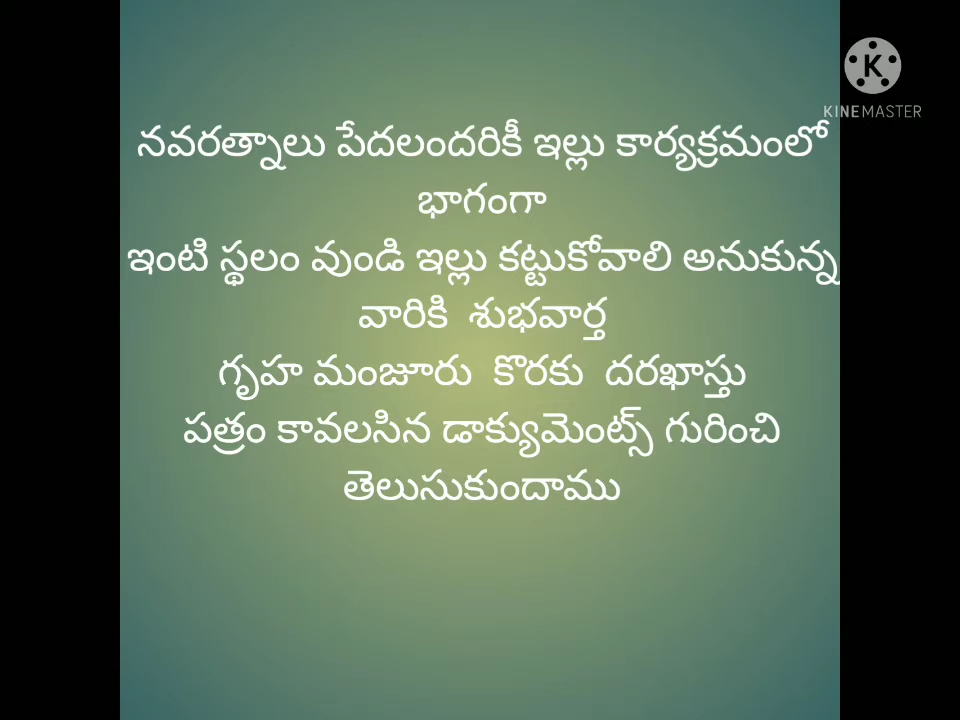 నవరత్నాలు పేదలందరికీ ఇల్లు కార్యక్రమంలో
భాగంగా
ఇంటి స్థలం వుండి ఇల్లు కట్టుకోవాలి అనుకున్న
వారికి శుభవార్త
గృహ మంజూరు కొరకు దరఖాస్తు
పత్రం కావలసిన డాక్యుమెంట్స్ గురించి
తెలుసుకుందాము
K
KINEMASTER